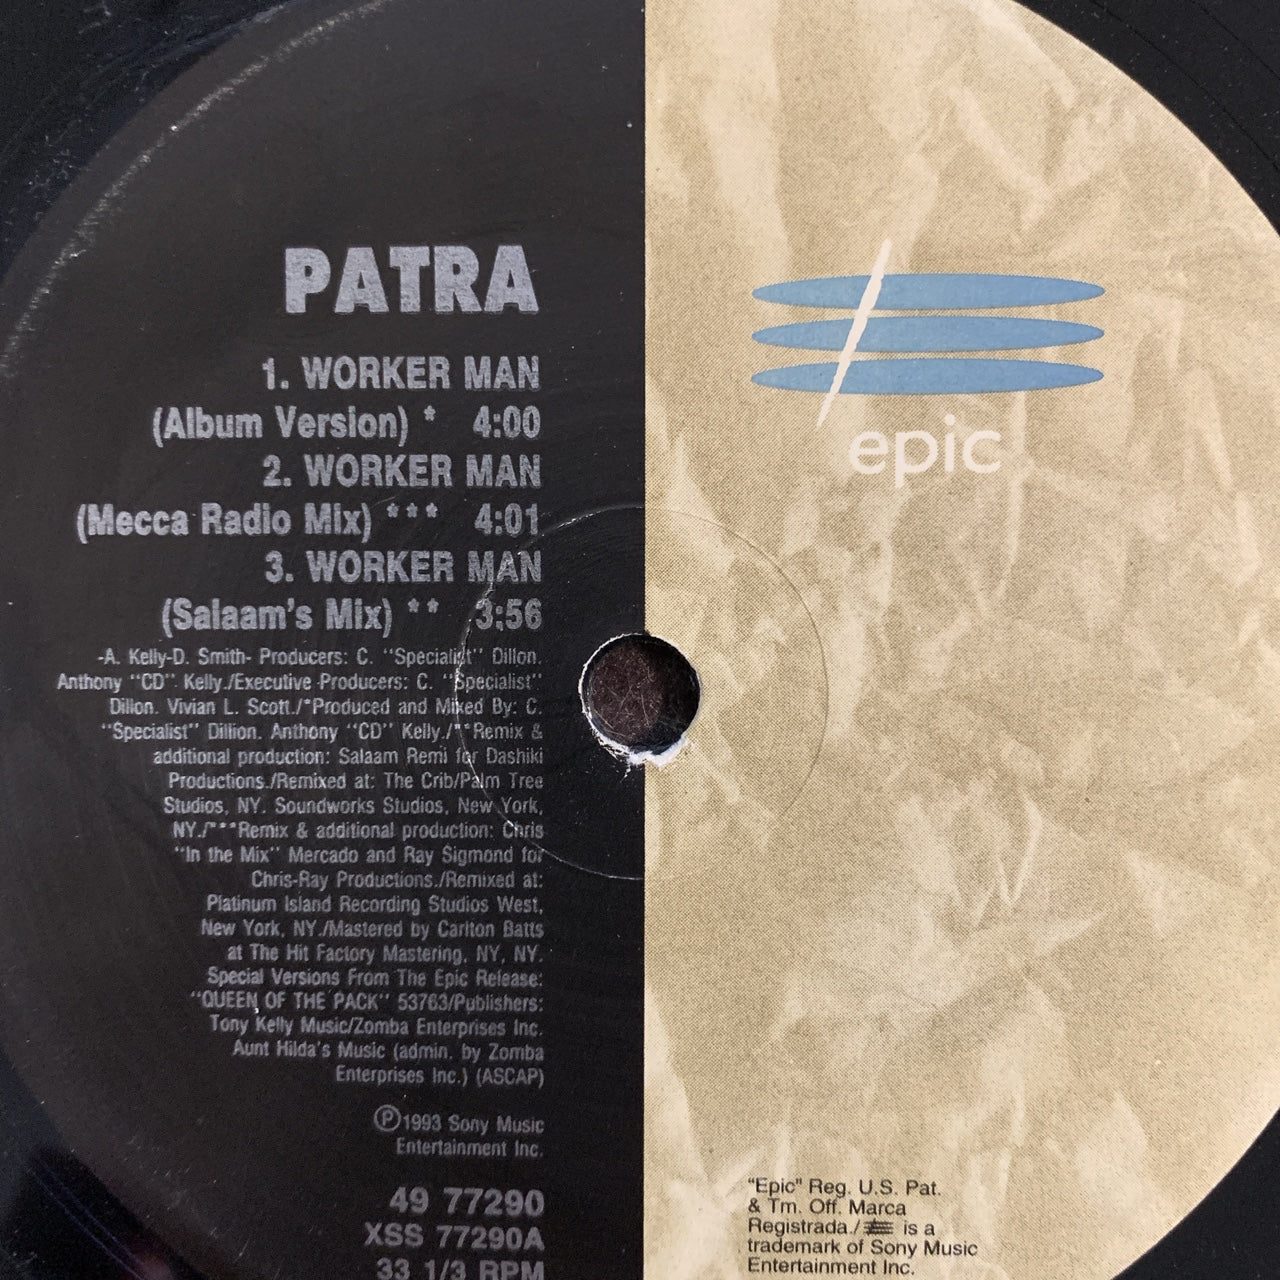 PATRA
1. WORKER MAN
(Album Version) * 4:00
2. WORKER MAN
(Mecca Radio Mix) *** 4:01
3. WORKER MAN
(Salaam's Mix) ** 3:56
-A. Kelly-D. Smith- Producers: C. "Specialist" Dillon.
Anthony "CD" Kelly./Executive Producers: C. "Specialist"
Dillon. Vivian L. Scott./*Produced and Mixed By: C.
"Specialist" Dillion. Anthony "CD" Kelly./**Remix &
additional production: Salaam Remi for Dashiki
Productions./Remixed at: The Crib/Palm Tree
Studios, NY. Soundworks Studios, New York,
NY./***Remix & additional production: Chris
"In the Mix" Mercado and Ray Sigmond for
Chris-Ray Productions./Remixed at:
Platinum Island Recording Studios West,
New York, NY./Mastered by Carlton Batts
at The Hit Factory Mastering, NY, NY.
Special Versions From The Epic Release:
"QUEEN OF THE PACK" 53763/Publishers:
Tony Kelly Music/Zomba Enterprises Inc.
Aunt Hilda's Music (admin. by Zomba
Enterprises Inc.) (ASCAP)
Ⓟ1993 Sony Music
Entertainment Inc.
49 77290
XSS 77290A
33 1/3 RPM
epic
"Epic" Reg. U.S. Pat.
& Tm. Off. Marca
Registrada./ is a
trademark of Sony Music
Entertainment Inc.